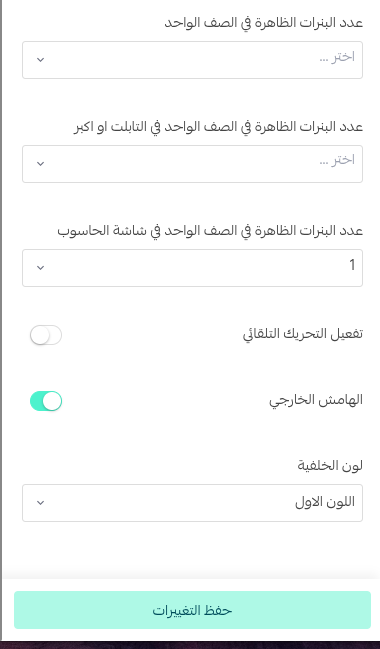 عدد البنرات الظاهرة في الصف الواحد
اختر ...
عدد البنرات الظاهرة في الصف الواحد في التابلت او اكبر
اختر ...
عدد البنرات الظاهرة في الصف الواحد في شاشة الحاسوب
1
تفعيل التحريك التلقائي
الهامش الخارجي
لون الخلفية
اللون الاول
حفظ التغييرات